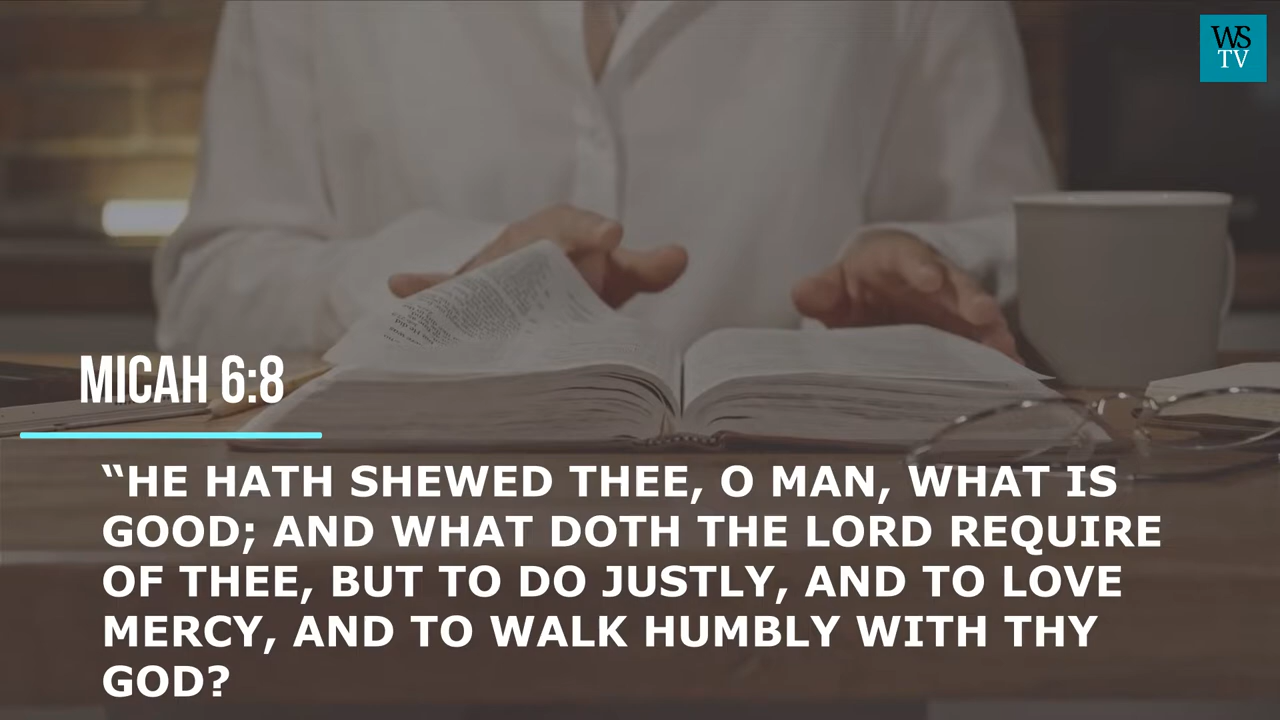 WS
TV
MICAH 6:8
“HE HATH SHEWED THEE, O MAN, WHAT IS
GOOD; AND WHAT DOTH THE LORD REQUIRE
OF THEE, BUT TO DO JUSTLY, AND TO LOVE
MERCY, AND TO WALK HUMBLY WITH THY
GOD?